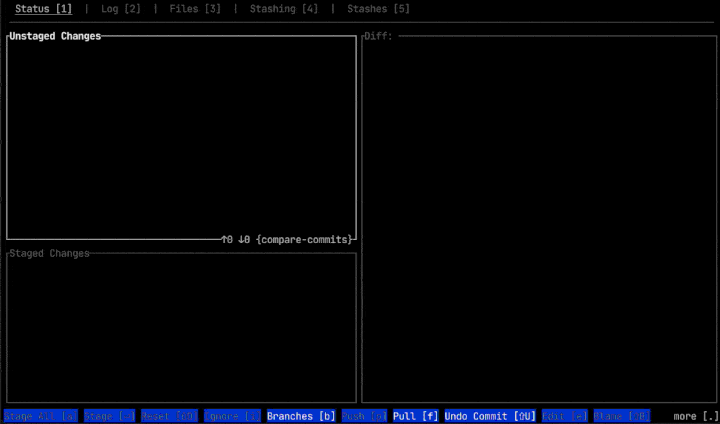 Status [1] | Log [2] | Files [3] | Stashing [4] | Stashes [5]
Unstaged Changes
Diff:
↑0 ↓0 {compare-commits}
Staged Changes
Stage All [a] Stage Reset Ignore Branches [b] Push Pull [f] Undo Commit [⇧U] Edit [e] Blame [⇧B] more [.]